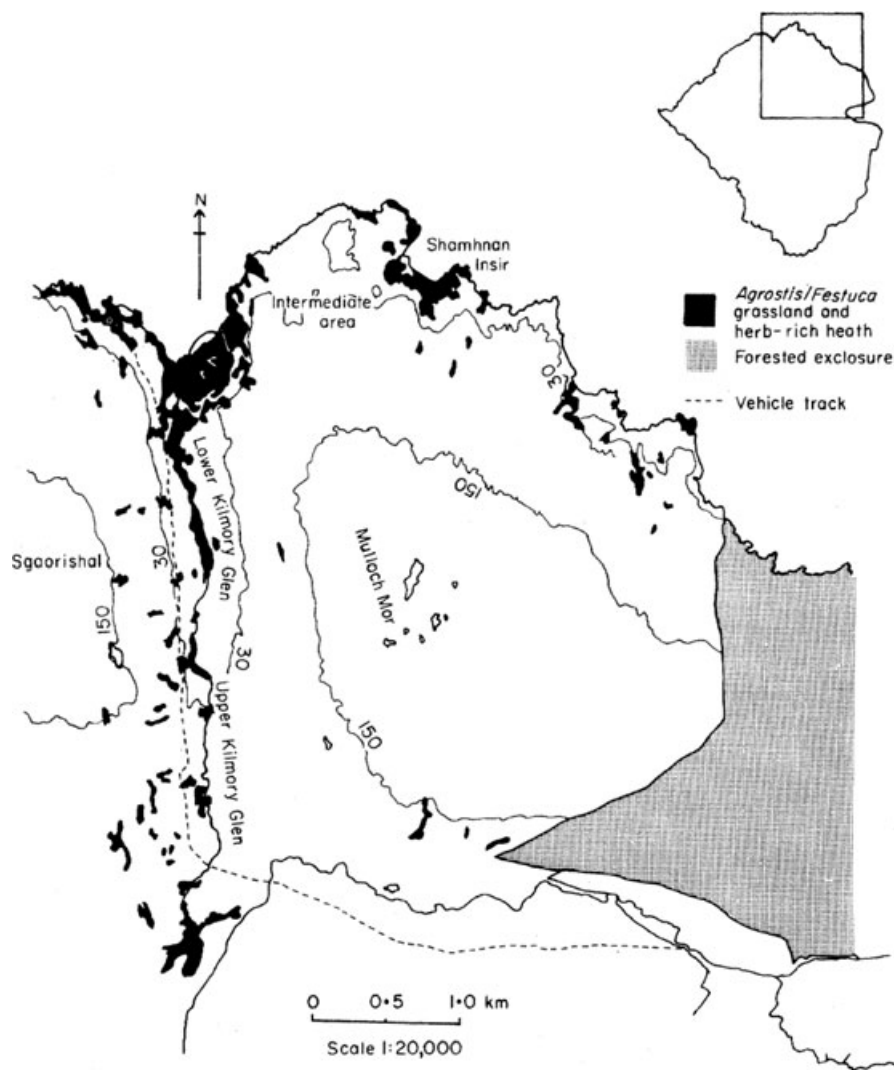 N
Shamhnan
Insir
Intermediate
area
Agrostis/Festuca
grassland and
herb-rich heath
Forested exclosure
Vehicle track
30
Lower Kilmory Glen
150
Sgaorishal
30
Mullach Mor
150
30
Upper Kilmory Glen
150
0 0·5 1·0 km
Scale 1:20,000